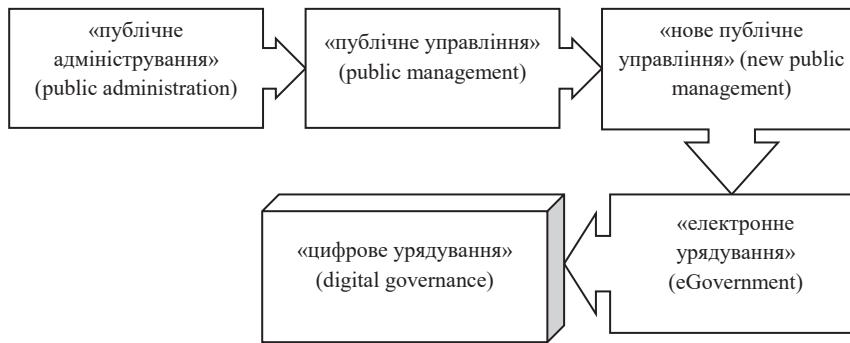 «публічне
адміністрування»
(public administration)
«публічне управління»
(public management)
«нове публічне
управління» (new public
management)
«електронне
урядування»
(eGovernment)
«цифрове урядування»
(digital governance)